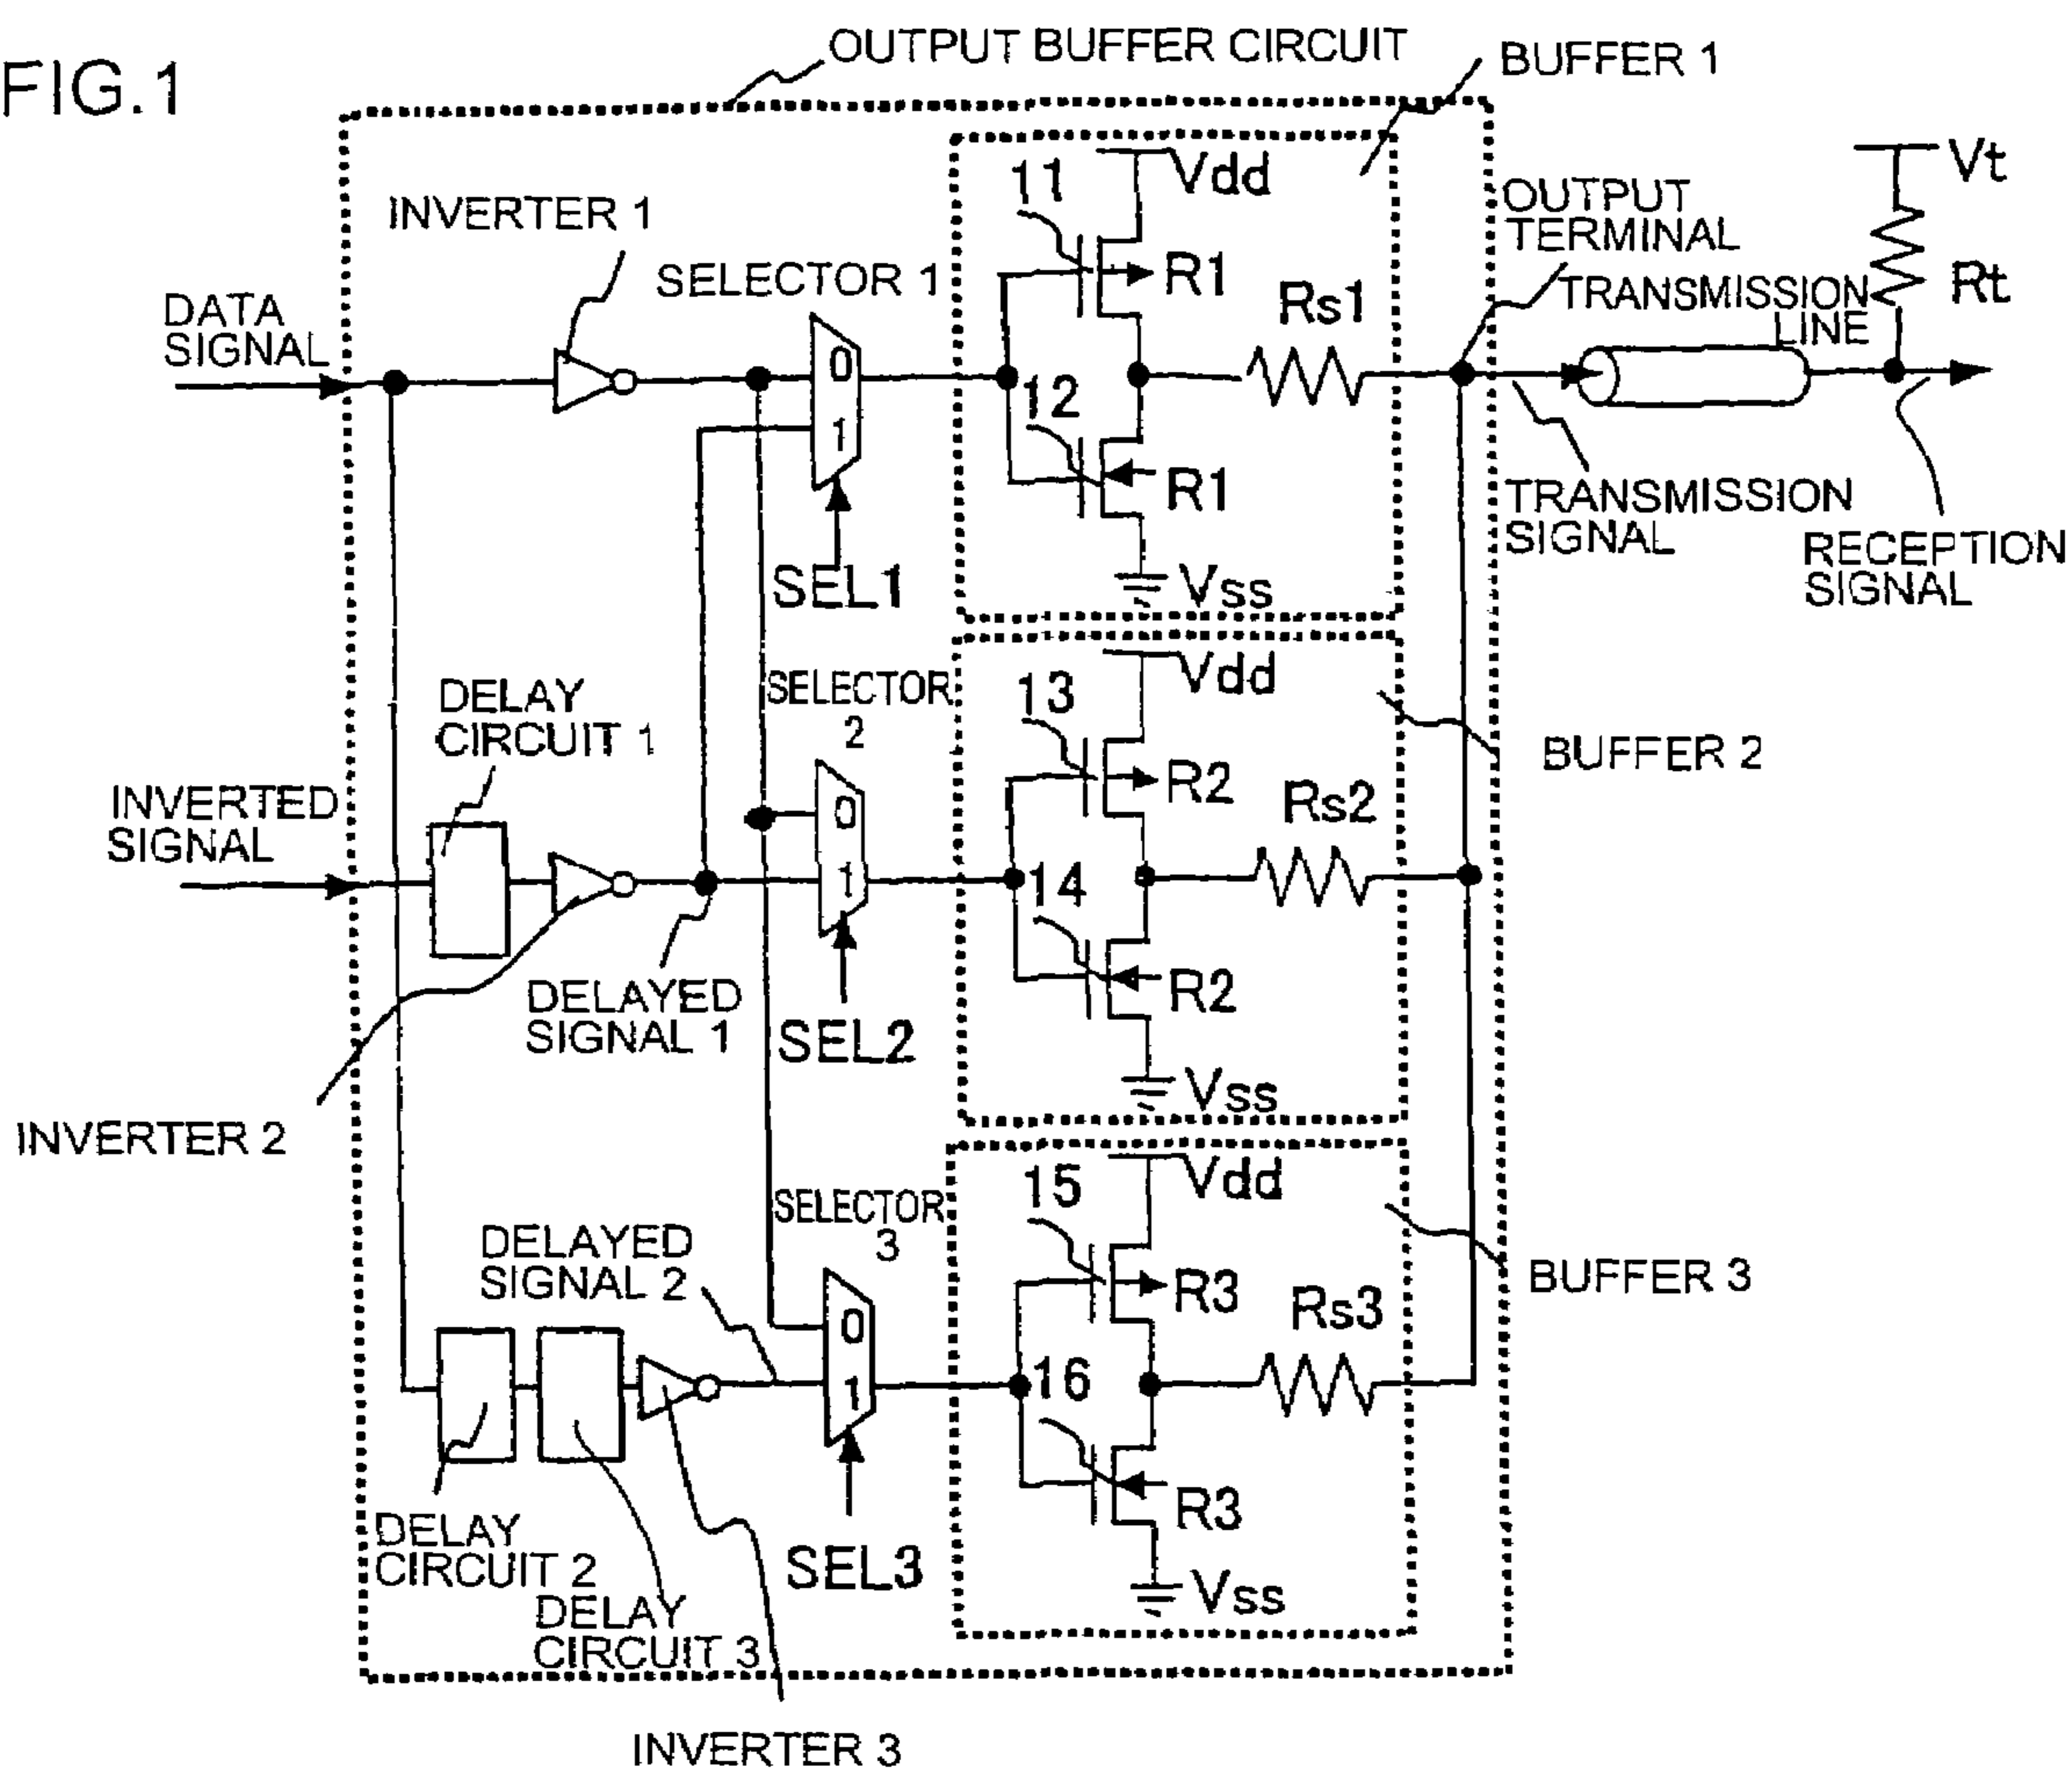 FIG.1
OUTPUT BUFFER CIRCUIT
BUFFER 1
INVERTER 1
SELECTOR 1
DATA
SIGNAL
0
1
SEL1
11
Vdd
R1
12
R1
Vss
Rs1
OUTPUT
TERMINAL
TRANSMISSION
LINE
Vt
Rt
TRANSMISSION
SIGNAL
RECEPTION
SIGNAL
DELAY
CIRCUIT 1
SELECTOR
2
INVERTED
SIGNAL
0
1
DELAYED
SIGNAL 1
SEL2
INVERTER 2
13
Vdd
R2
14
R2
Vss
Rs2
BUFFER 2
SELECTOR
3
DELAYED
SIGNAL 2
0
1
SEL3
DELAY
CIRCUIT 2
DELAY
CIRCUIT 3
INVERTER 3
15
Vdd
R3
16
R3
Vss
Rs3
BUFFER 3